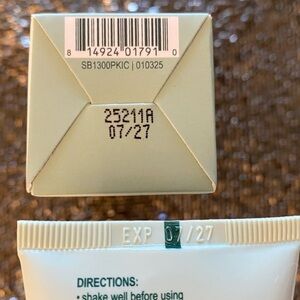 8 14924 01791 0
SB1300PKIC | 010325
25211A
07/27
EXP 07/27
DIRECTIONS:
• shake well before using